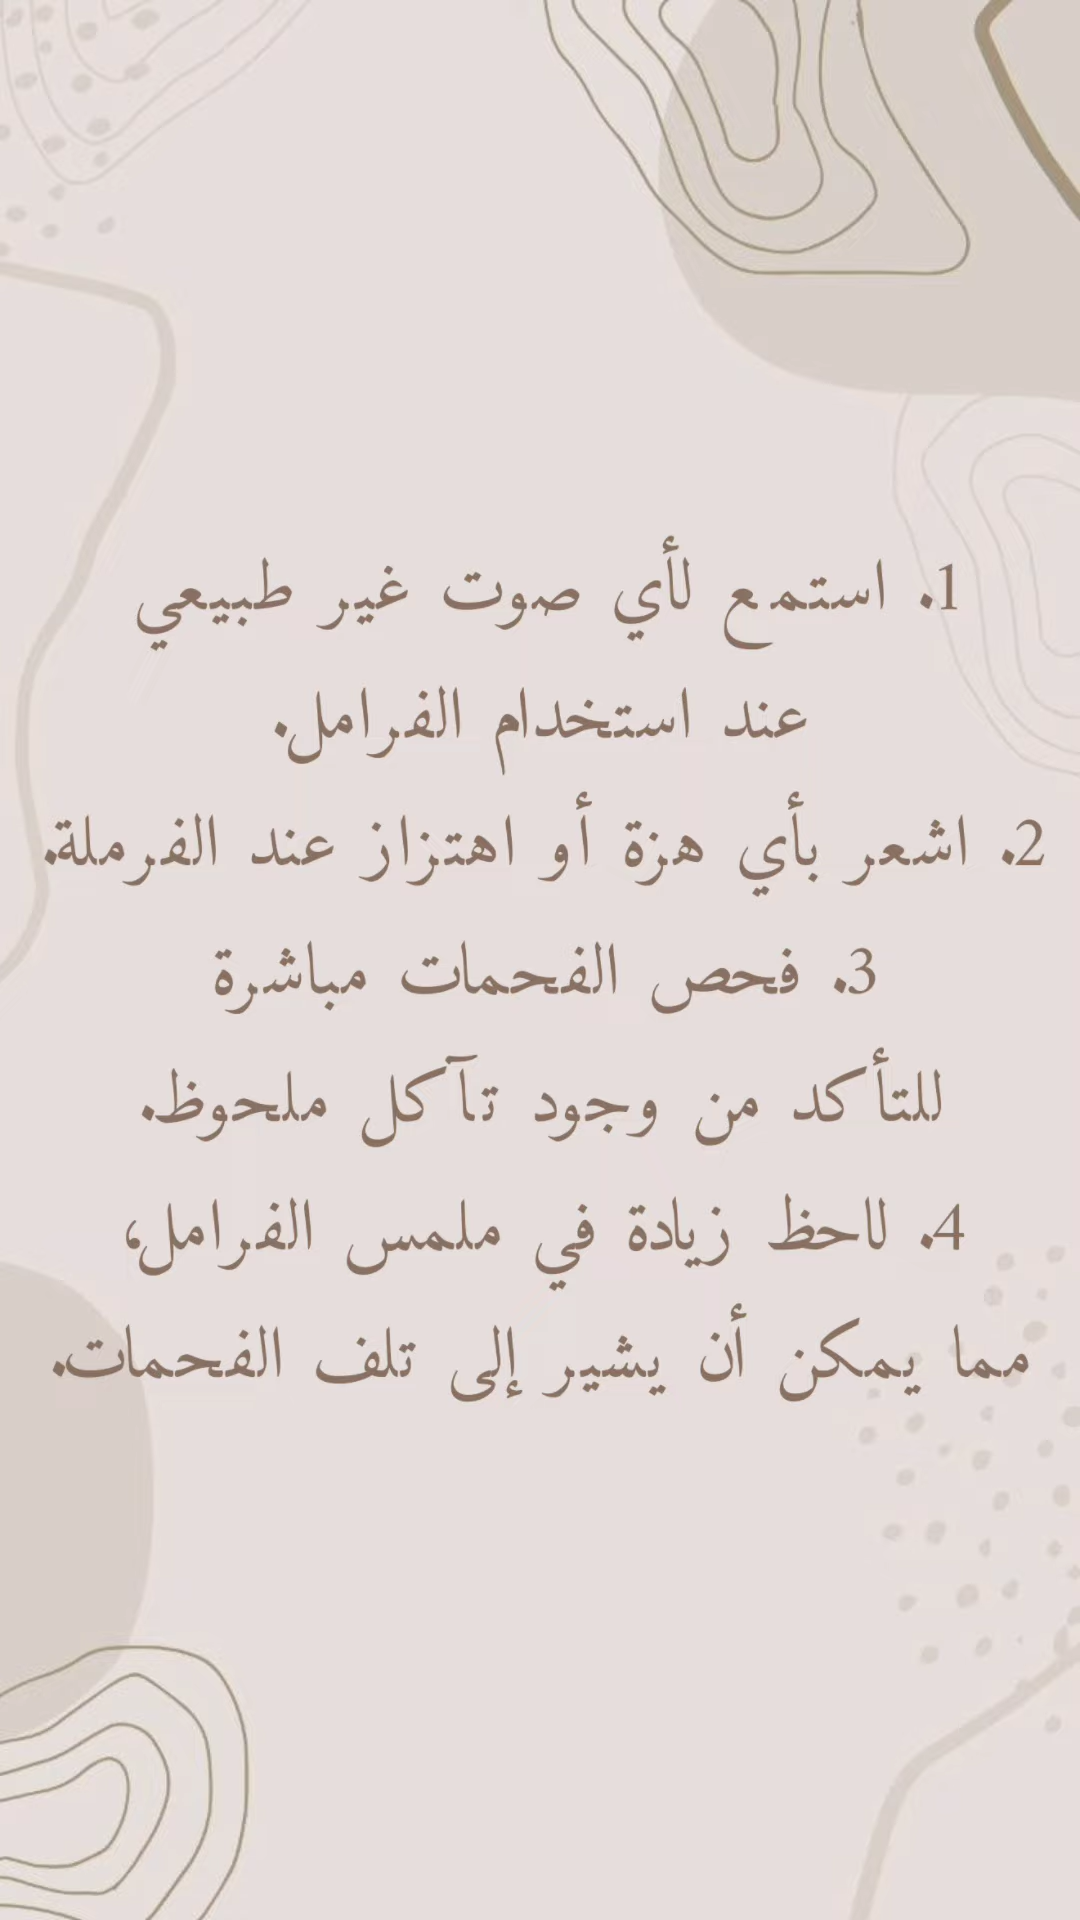 1. استمع لأي صوت غير طبيعي
عند استخدام الفرامل.
2. اشعر بأي هزة أو اهتزاز عند الفرملة.
3. فحص الفحمات مباشرة
للتأكد من وجود تآكل ملحوظ.
4. لاحظ زيادة في ملمس الفرامل،
مما يمكن أن يشير إلى تلف الفحمات.